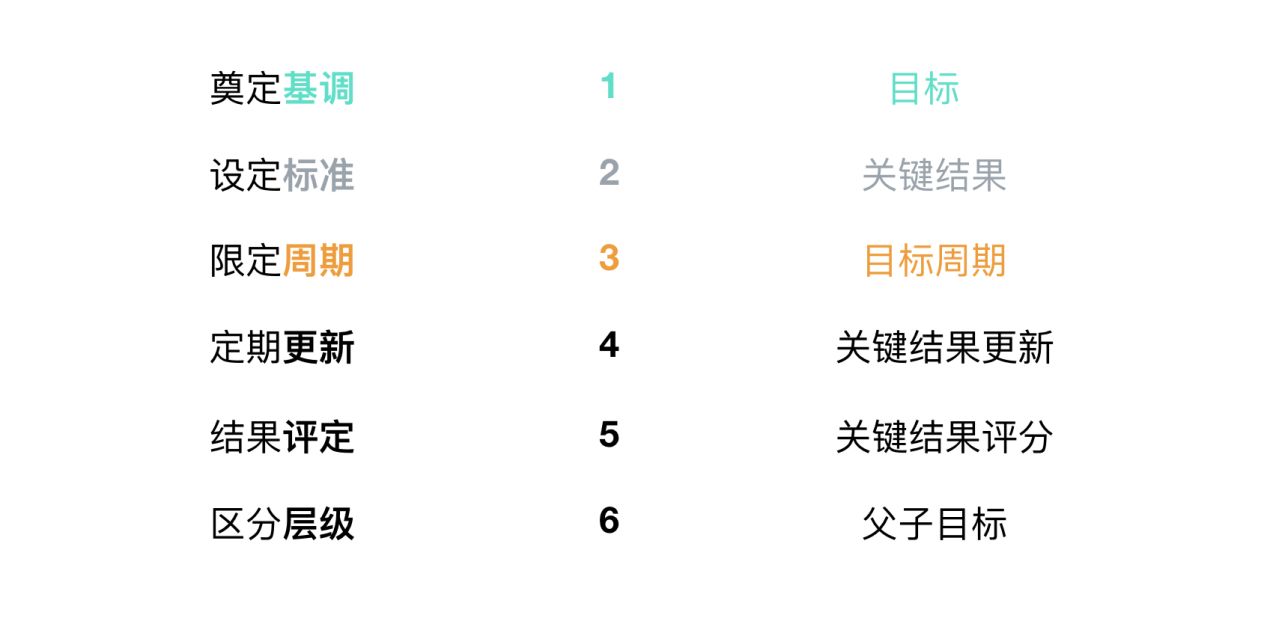 奠定基调 1 目标
设定标准 2 关键结果
限定周期 3 目标周期
定期更新 4 关键结果更新
结果评定 5 关键结果评分
区分层级 6 父子目标